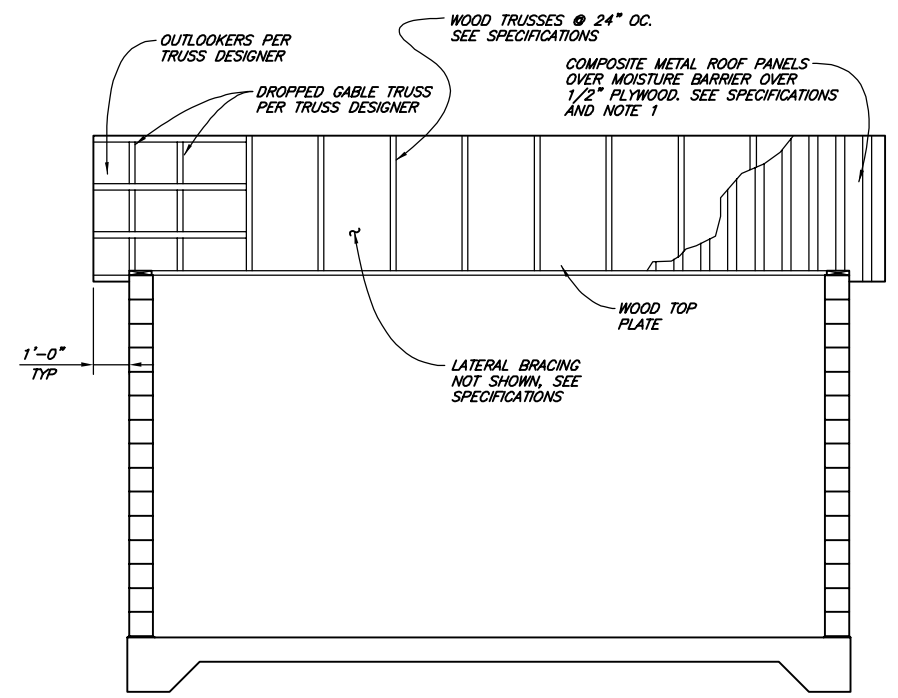 WOOD TRUSSES @ 24" OC.
SEE SPECIFICATIONS
OUTLOOKERS PER
TRUSS DESIGNER
COMPOSITE METAL ROOF PANELS
OVER MOISTURE BARRIER OVER
1/2" PLYWOOD. SEE SPECIFICATIONS
AND NOTE 1
DROPPED GABLE TRUSS
PER TRUSS DESIGNER
WOOD TOP
PLATE
1'-0"
TYP
LATERAL BRACING
NOT SHOWN, SEE
SPECIFICATIONS